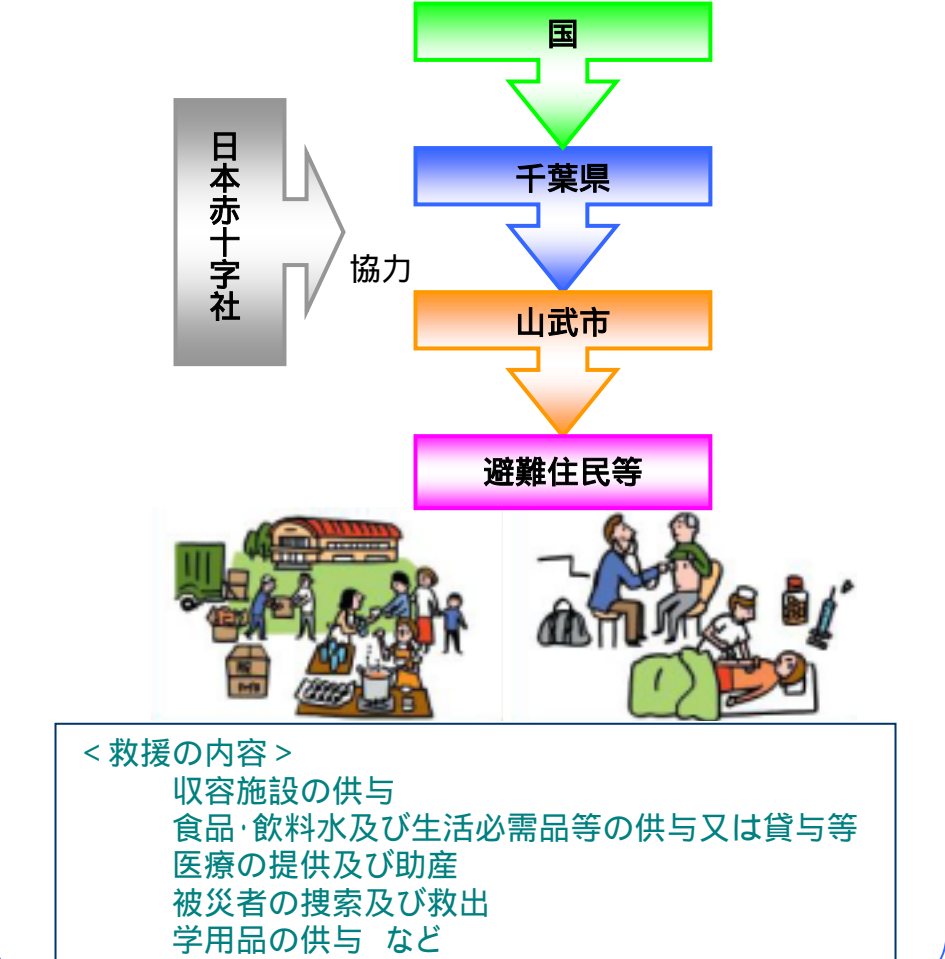 国
日本赤十字社
千葉県
協力
山武市
避難住民等
<救援の内容>
収容施設の供与
食品・飲料水及び生活必需品等の供与又は貸与等
医療の提供及び助産
被災者の捜索及び救出
学用品の供与 など